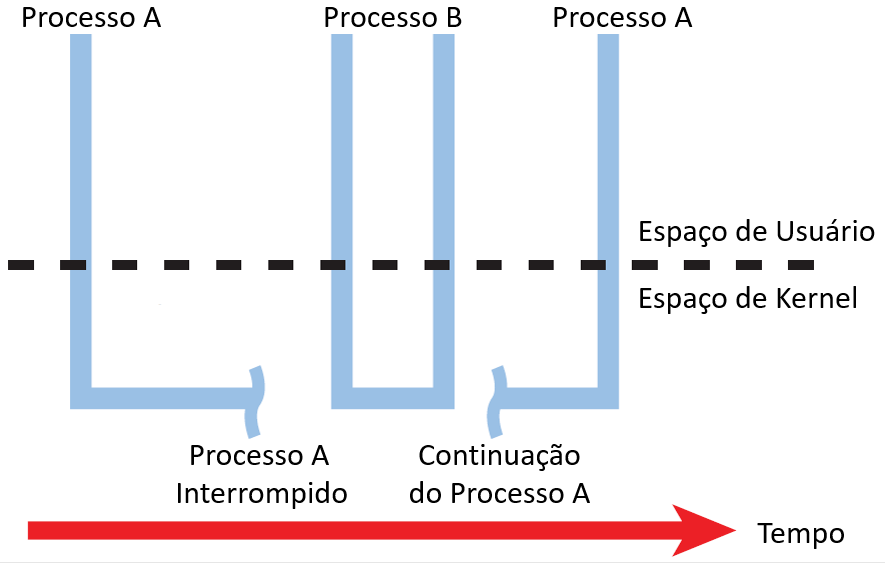 Processo A
Processo B
Processo A
Espaço de Usuário
Espaço de Kernel
Processo A
Interrompido
Continuação
do Processo A
Tempo